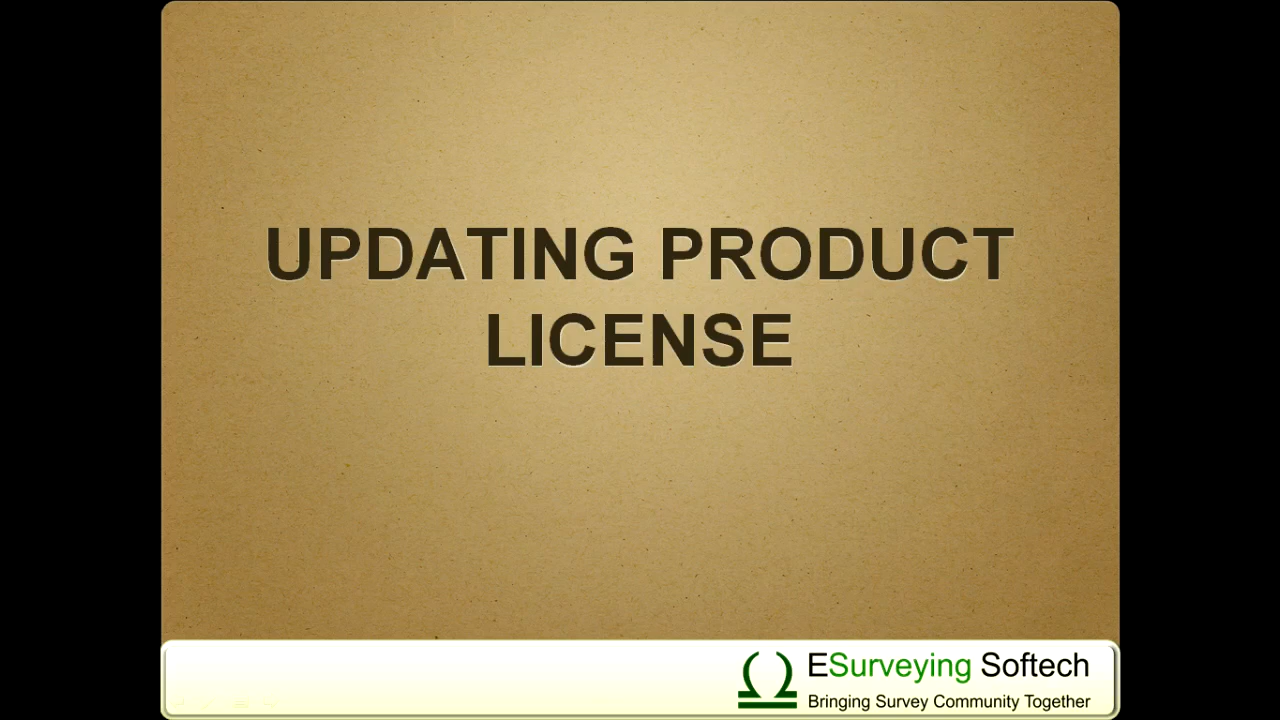 UPDATING PRODUCT
LICENSE
ESurveying Softech
Bringing Survey Community Together